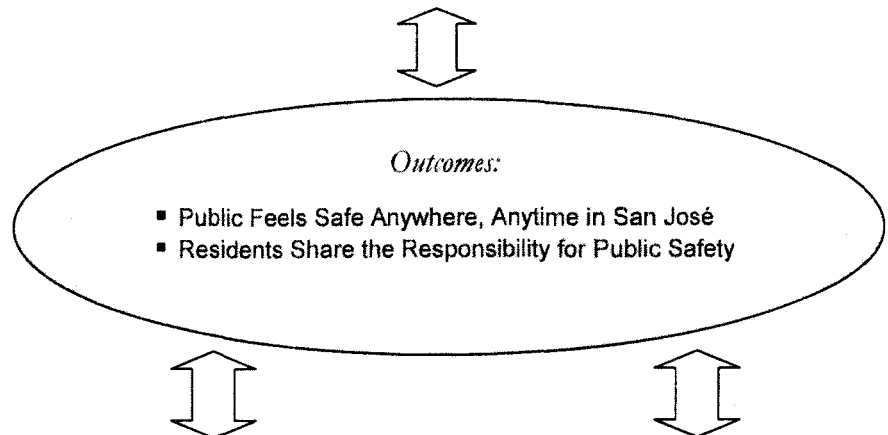 Outcomes:
▪ Public Feels Safe Anywhere, Anytime in San José
▪ Residents Share the Responsibility for Public Safety